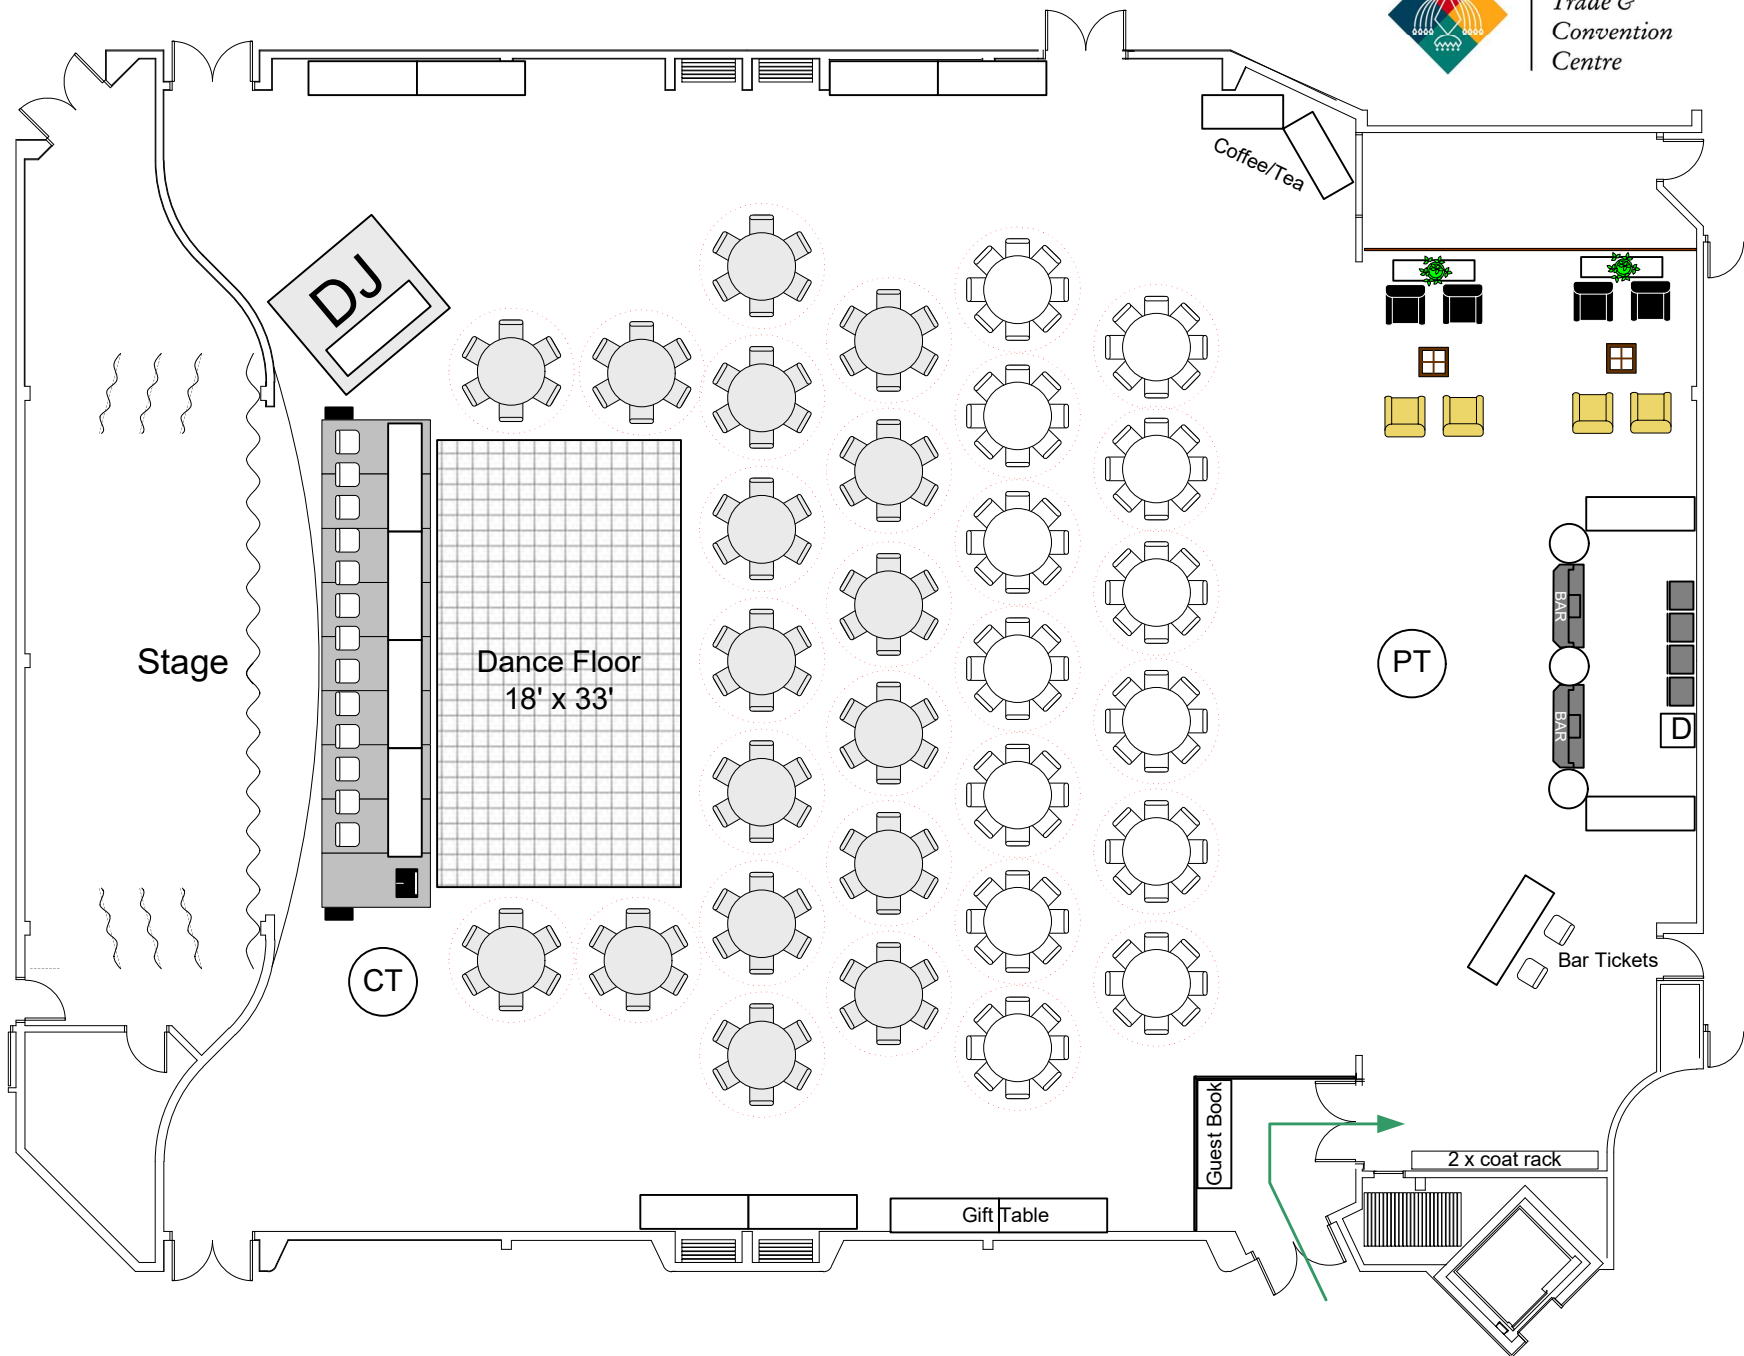 Trade &
Convention
Centre
Coffee/Tea
DJ
Stage
Dance Floor
18' x 33'
PT
BAR
BAR
D
CT
Bar Tickets
Guest Book
2 x coat rack
Gift Table